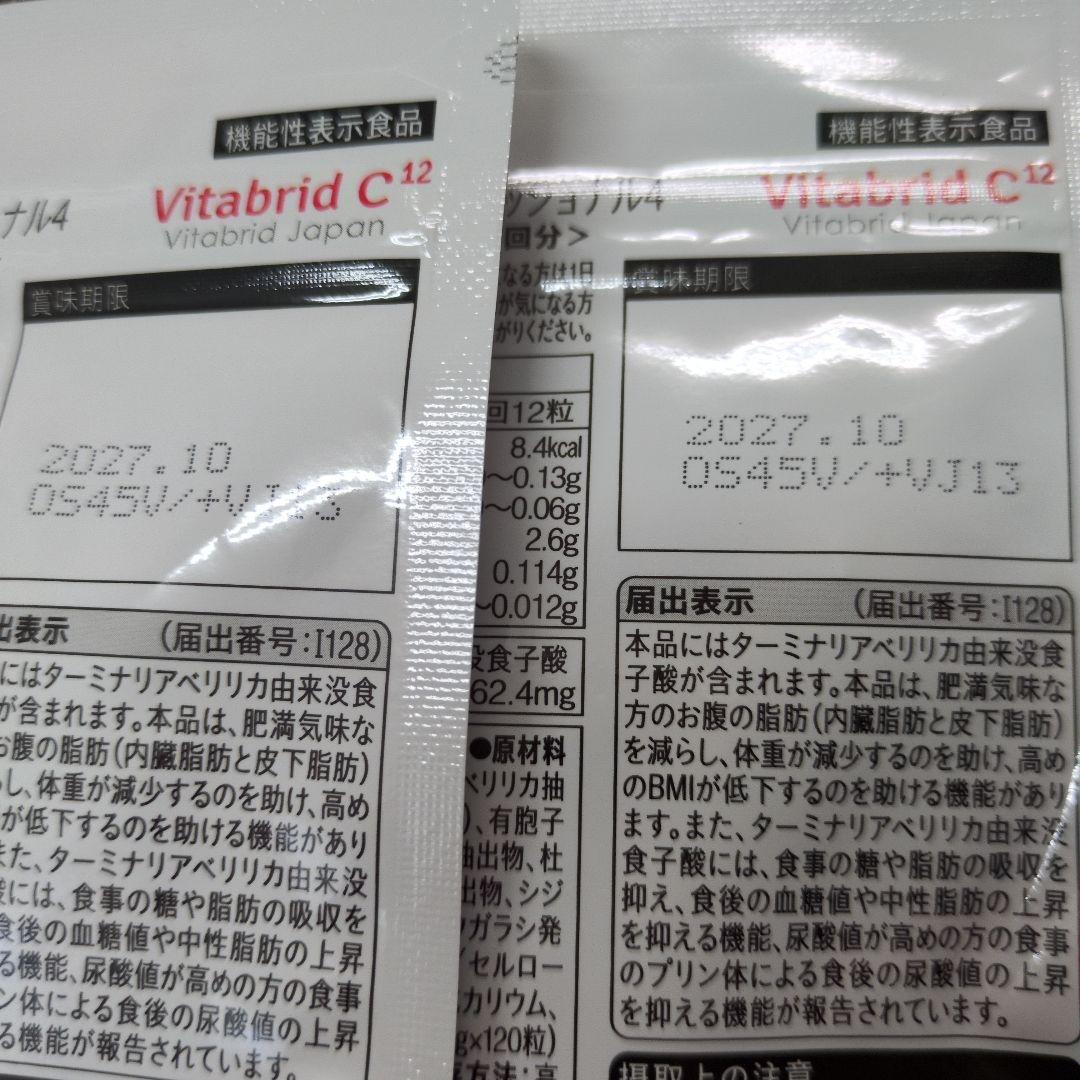 機能性表示食品
Vitabrid C12
Vitabrid Japan
ナル4
賞味期限
2027.10
OS45V/+VJ13
出表示
(届出番号:I128)
にはターミナリアベリリカ由来没食
が含まれます。本品は、肥満気味な
お腹の脂肪(内臓脂肪と皮下脂肪)
らし、体重が減少するのを助け、高め
が低下するのを助ける機能があり
また、ターミナリアベリリカ由来没
酸には、食事の糖や脂肪の吸収を
食後の血糖値や中性脂肪の上昇
る機能、尿酸値が高めの方の食事
リン体による食後の尿酸値の上昇
る機能が報告されています。
機能性表示食品
Vitabrid C12
Vitabrid Japan
ッショナル4
回分>
なる方は1日
が気になる方
がりください。
回12粒
8.4kcal
~0.13g
~0.06g
2.6g
0.114g
~0.012g
没食子酸
62.4mg
●原材料
ベリリカ抽
、有胞子
抽出物、杜
出物、シジ
ガラシ発
セルロー
カリウム、
g×120粒)
方法:高
賞味期限
2027.10
OS45V/+VJ13
届出表示
(届出番号:I128)
本品にはターミナリアベリリカ由来没食
子酸が含まれます。本品は、肥満気味な
方のお腹の脂肪(内臓脂肪と皮下脂肪)
を減らし、体重が減少するのを助け、高め
のBMIが低下するのを助ける機能があり
ます。また、ターミナリアベリリカ由来没
食子酸には、食事の糖や脂肪の吸収を
抑え、食後の血糖値や中性脂肪の上昇
を抑える機能、尿酸値が高めの方の食事
のプリン体による食後の尿酸値の上昇
を抑える機能が報告されています。
摂取上の注意